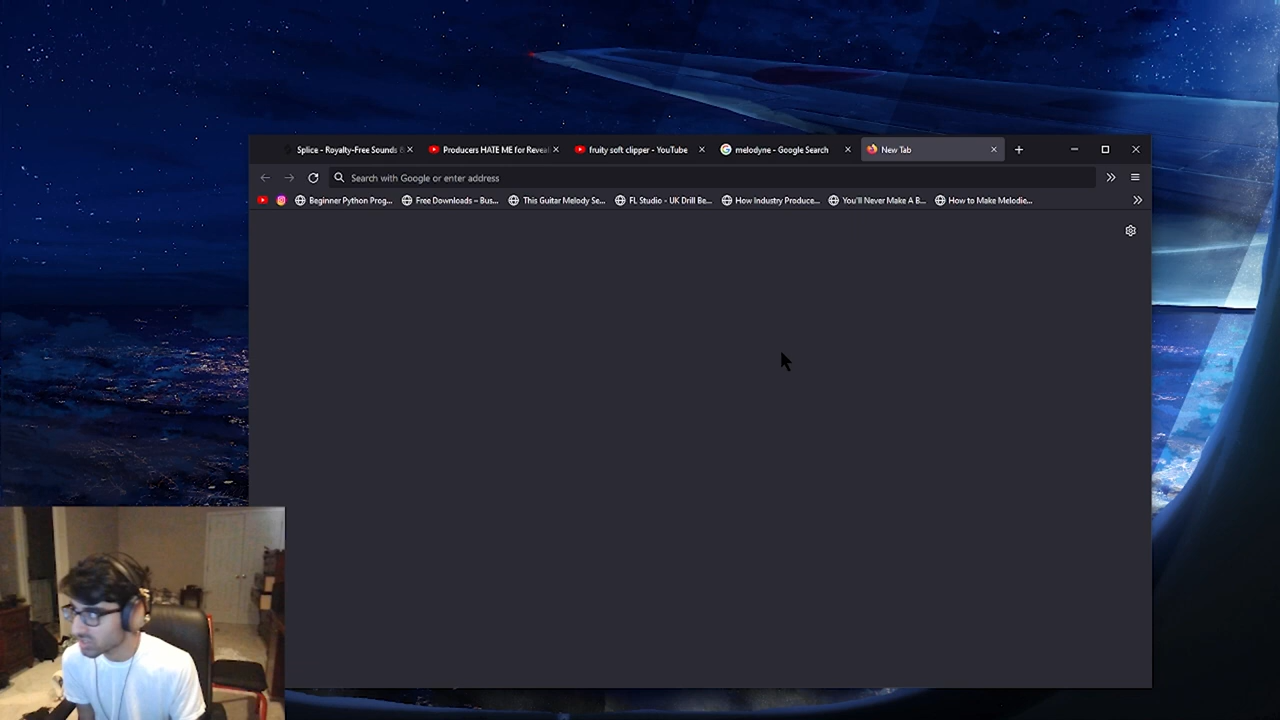 Splice - Royalty-Free Sounds &
Producers HATE ME for Reveal
fruity soft clipper - YouTube
melodyne - Google Search
New Tab
Search with Google or enter address
Beginner Python Prog...
Free Downloads – Bus...
This Guitar Melody Se...
FL Studio - UK Drill Be...
How Industry Produce...
You'll Never Make A B...
How to Make Melodie...